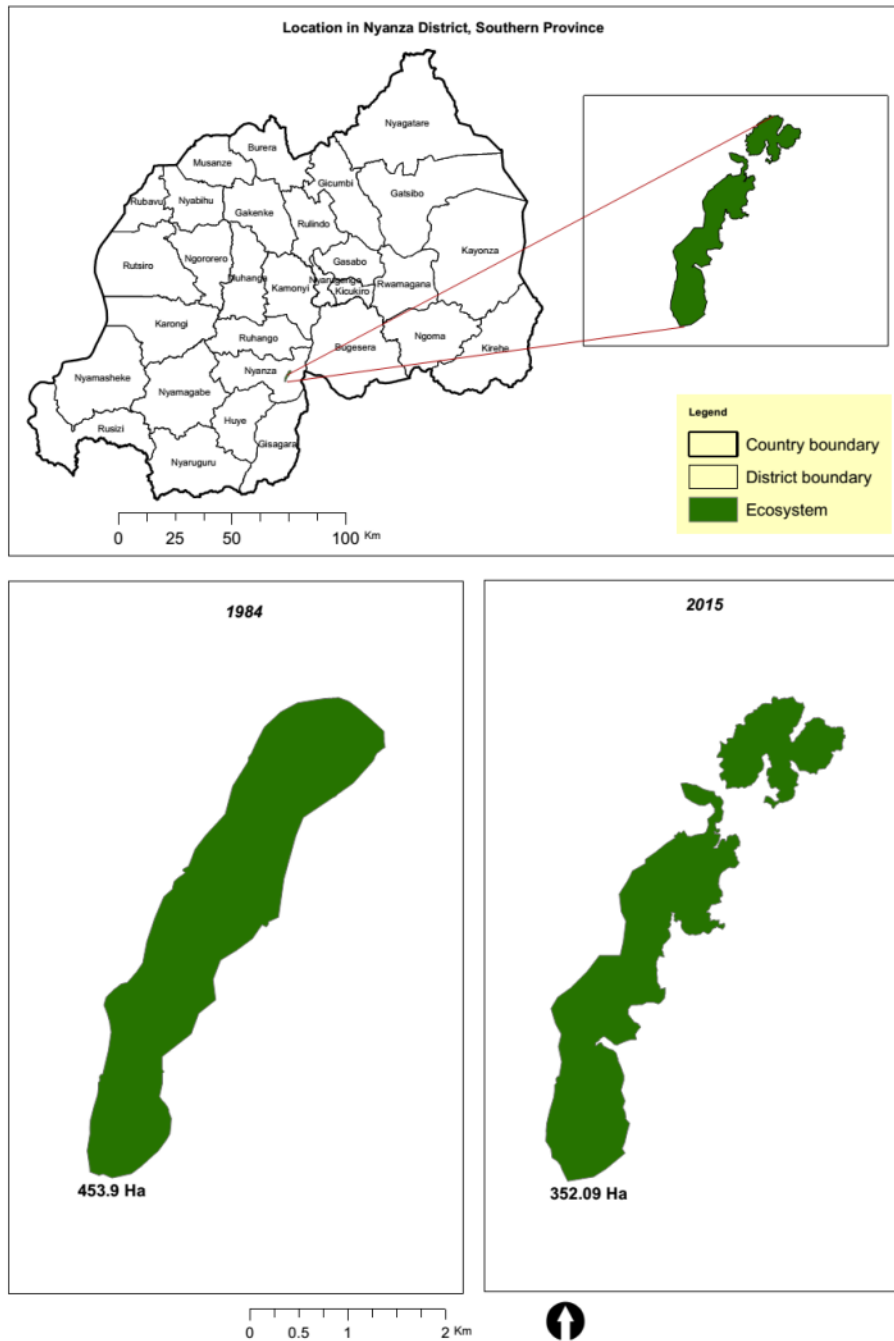 Location in Nyanza District, Southern Province
Nyagatare
Burera
Musanze
Gicumbi
Gatsibo
Rubavu
Nyabihu
Gakenke
Rulindo
Kayonza
Rutsiro
Ngororero
Gasabo
Muhanga
Kamonyi
Nyarugenge
Kicukiro
Rwamagana
Karongi
Ruhango
Bugesera
Ngoma
Kirehe
Nyamasheke
Nyanza
Nyamagabe
Huye
Rusizi
Gisagara
Nyaruguru
Legend
Country boundary
District boundary
Ecosystem
0 25 50 100 Km
1984
2015
453.9 Ha
352.09 Ha
0 0.5 1 2 Km